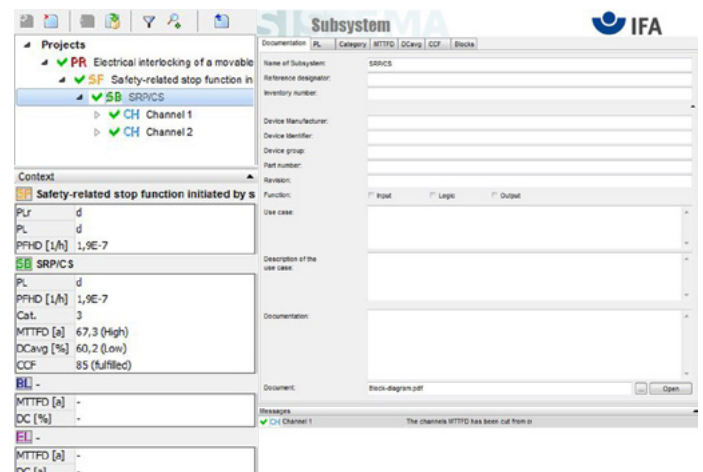 SISTEMA
Subsystem
IFA
Projects
PR Electrical interlocking of a movable
SF Safety-related stop function in
SB SRP/CS
CH Channel 1
CH Channel 2
Context
SF Safety-related stop function initiated by s
PLr d
PL d
PFHD [1/h] 1,9E-7
SB SRP/CS
PL d
PFHD [1/h] 1,9E-7
Cat. 3
MTTFD [a] 67,3 (High)
DCavg [%] 60,2 (Low)
CCF 85 (fulfilled)
BL -
MTTFD [a] -
DC [%] -
EL -
MTTFD [a] -
DC [a] -
Documentation PL Category MTTFD DCavg CCF Blocks
Name of Subsystem: SRP/CS
Reference designator:
Inventory number:
Device Manufacturer:
Device Identifier:
Device group:
Part number:
Revision:
Function: Input Logic Output
Use case:
Description of the
use case:
Documentation:
Document: Block-diagram.pdf ... Open
Messages
CH Channel 1 The channels MTTFD has been cut from